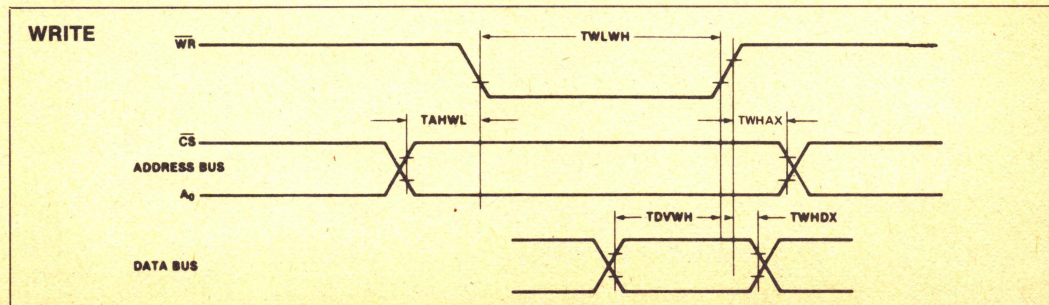 WRITE
WR
TWLWH
TAHWL
TWHAX
CS
ADDRESS BUS
A0
TDVWH
TWHDX
DATA BUS